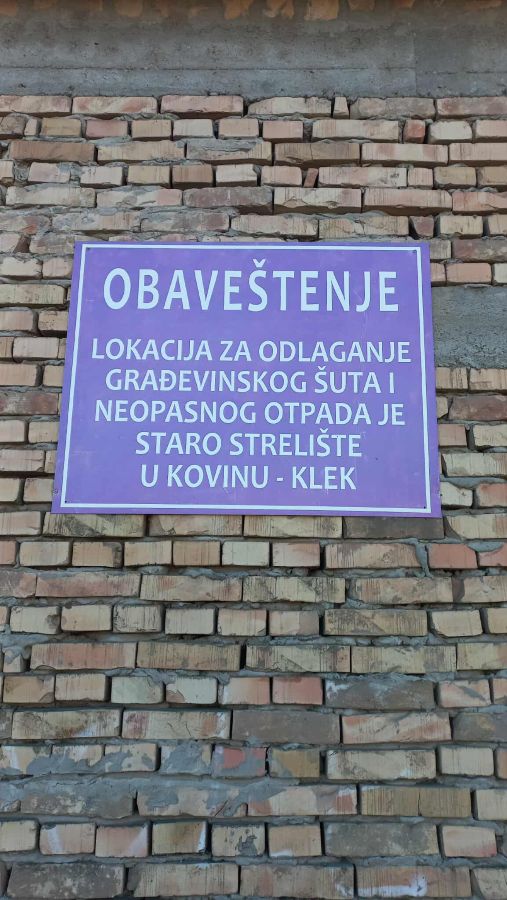 OBAVEŠTENJE
LOKACIJA ZA ODLAGANJE
GRAĐEVINSKOG ŠUTA I
NEOPASNOG OTPADA JE
STARO STRELIŠTE
U KOVINU - KLEK